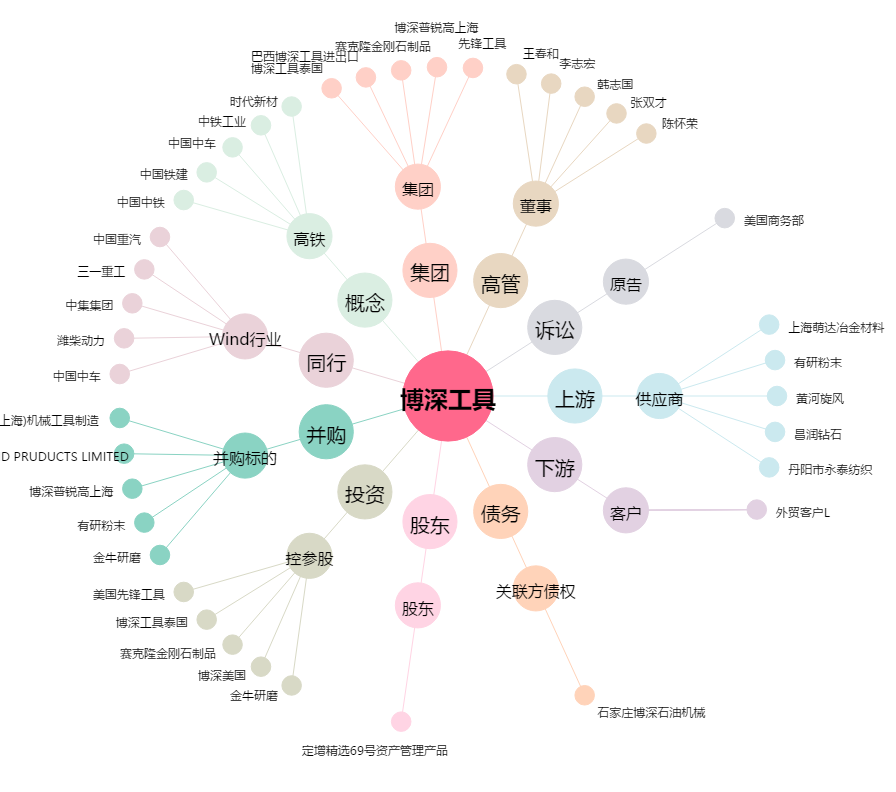 博深普锐高上海
先锋工具
赛克隆金刚石制品
巴西博深工具进出口
博深工具泰国
王春和
李志宏
韩志国
张双才
陈怀荣
时代新材
中铁工业
中国中车
中国铁建
中国中铁
集团
董事
高铁
集团
高管
概念
美国商务部
原告
诉讼
中国重汽
三一重工
中集集团
潍柴动力
中国中车
Wind行业
同行
博深工具
上游
供应商
上海萌达冶金材料
有研粉末
黄河旋风
昌润钻石
丹阳市永泰纺织
上海)机械工具制造
D PRUDUCTS LIMITED
博深普锐高上海
有研粉末
金牛研磨
并购标的
并购
下游
客户
外贸客户L
投资
股东
债务
控参股
股东
关联方债权
美国先锋工具
博深工具泰国
赛克隆金刚石制品
博深美国
金牛研磨
石家庄博深石油机械
定增精选69号资产管理产品